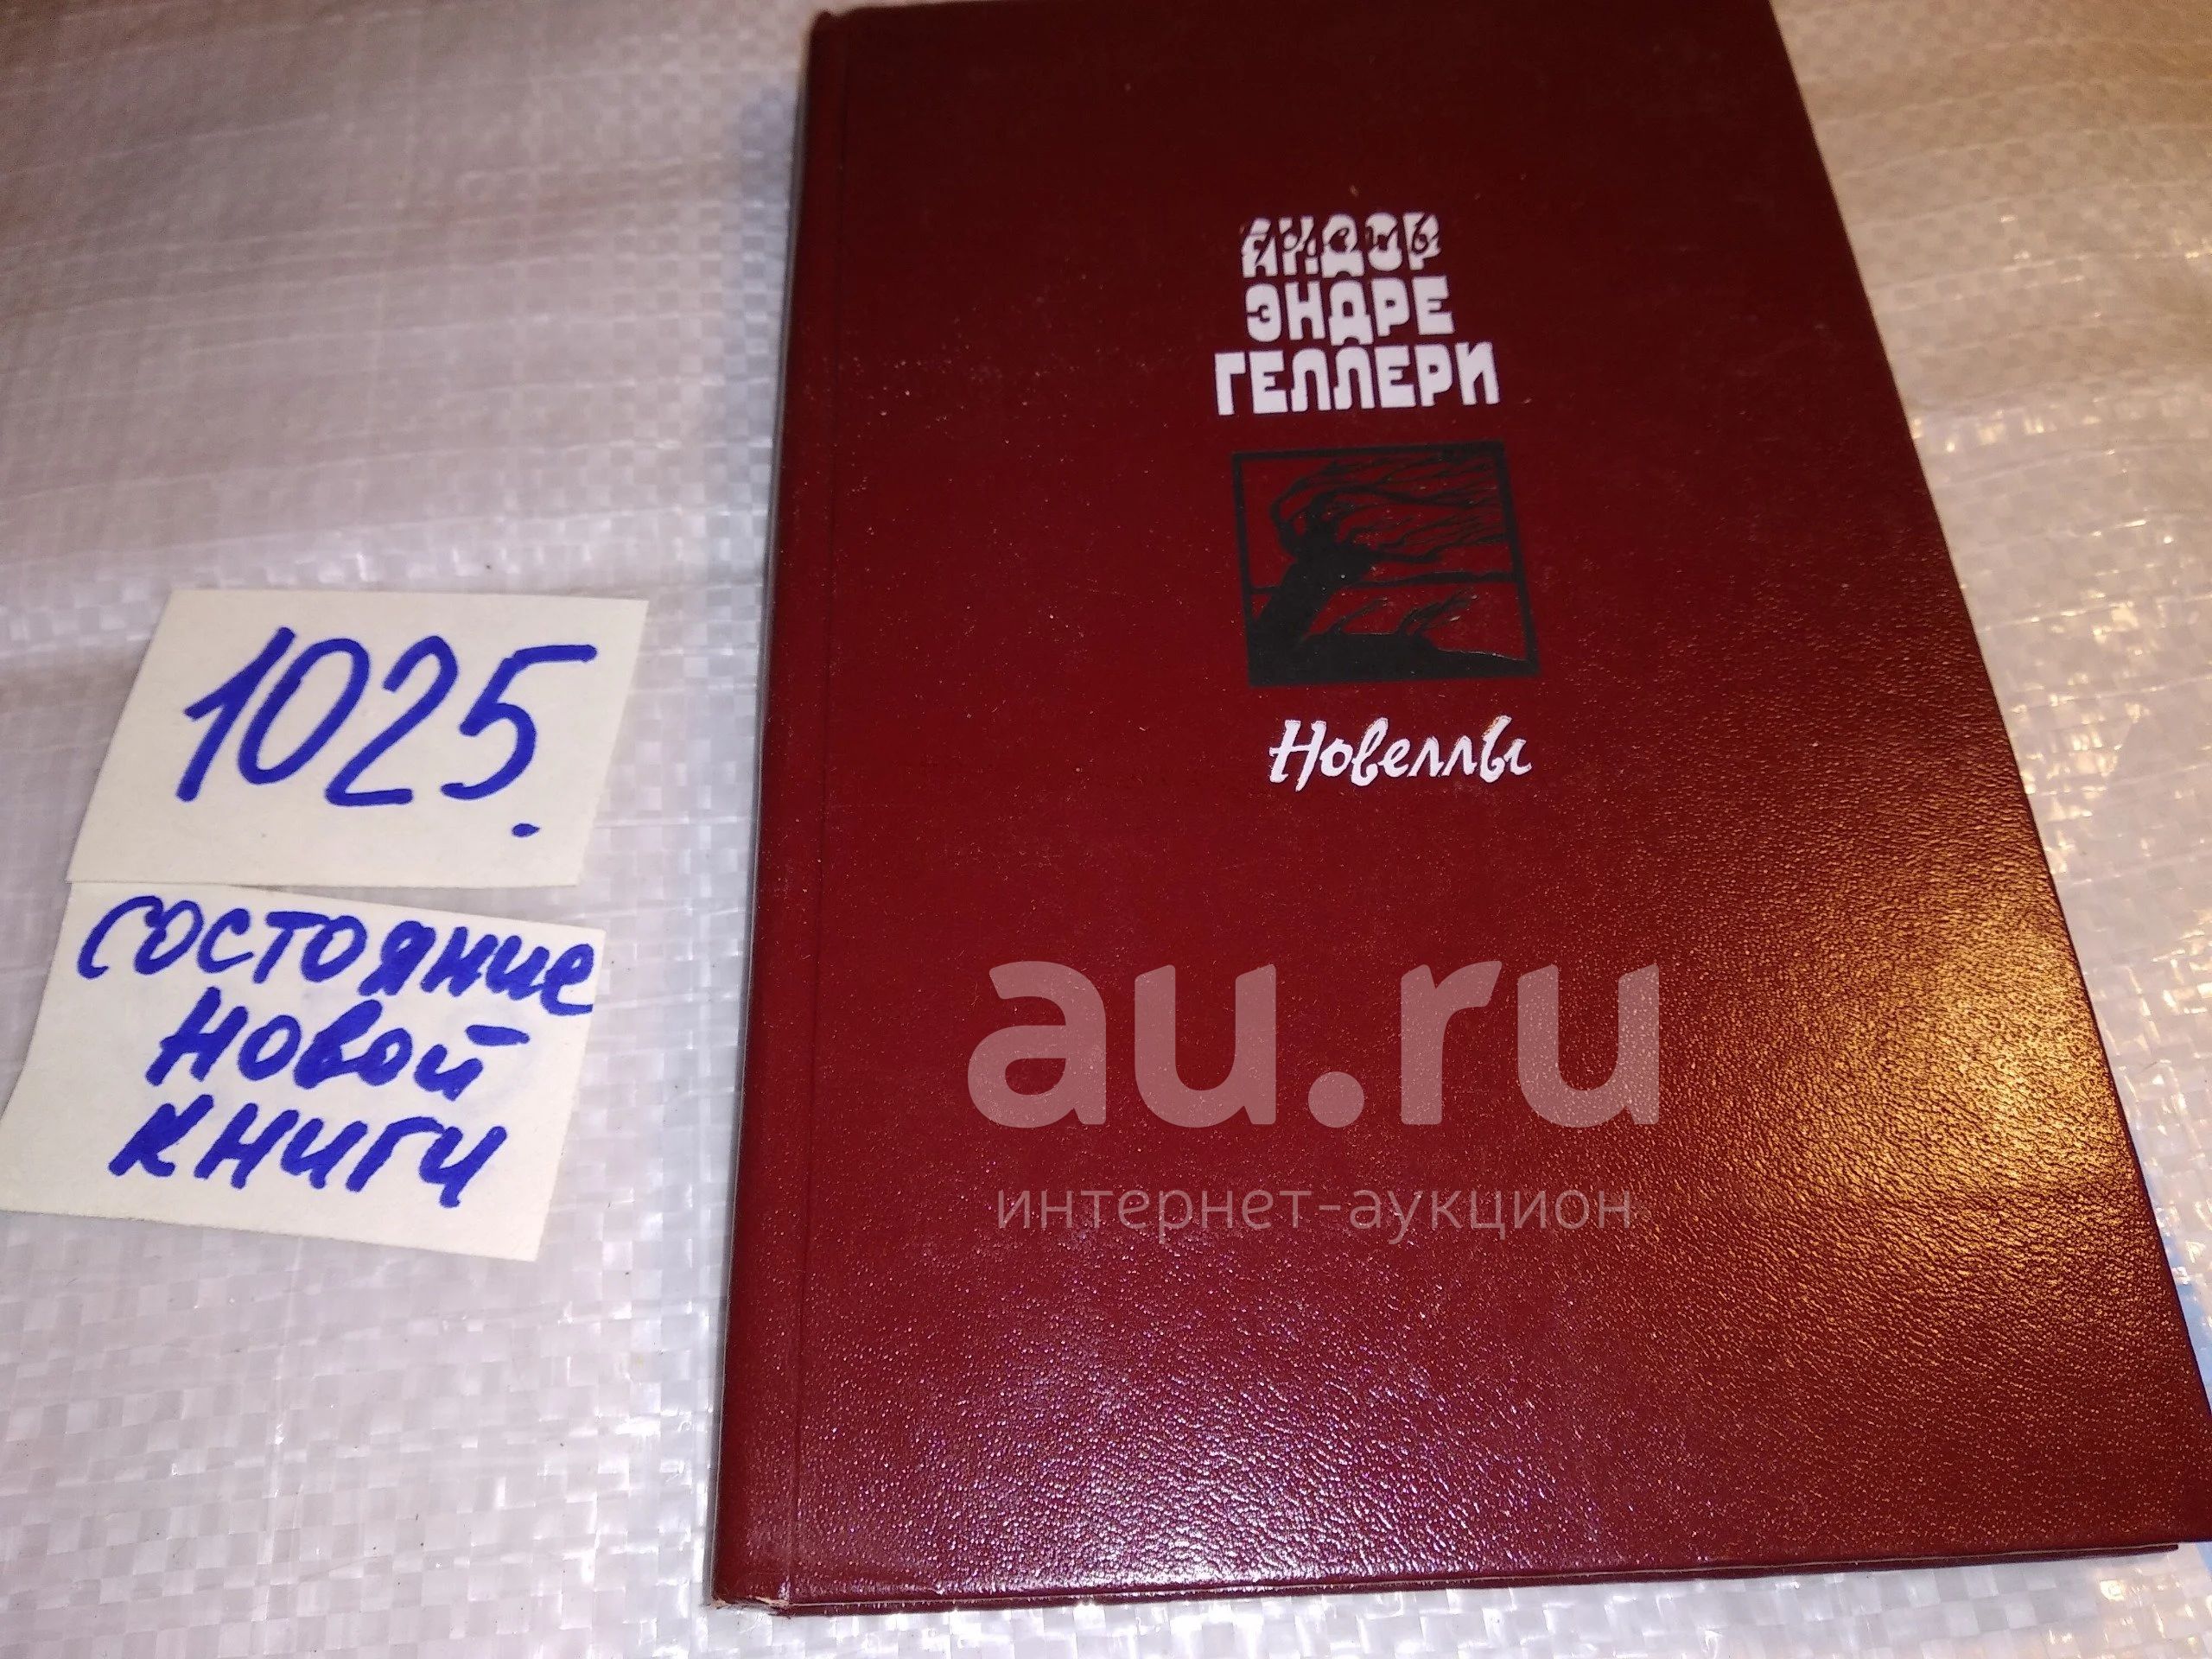 АНДОР
ЭНДРЕ
ГЕЛЛЕРИ
Новеллы
1025.
состояние
новой
книги
au.ru
интернет-аукцион